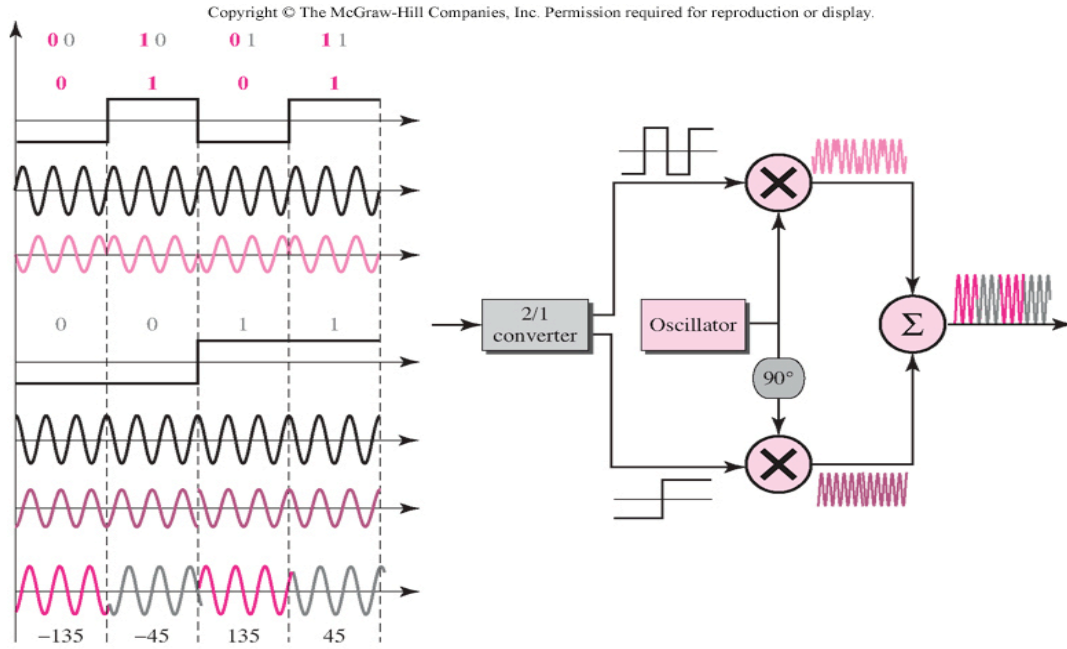 Copyright © The McGraw-Hill Companies, Inc. Permission required for reproduction or display.
0 0 1 0 0 1 1 1
0 1 0 1
0 0 1 1
−135 −45 135 45
2/1
converter
Oscillator
90°
Σ